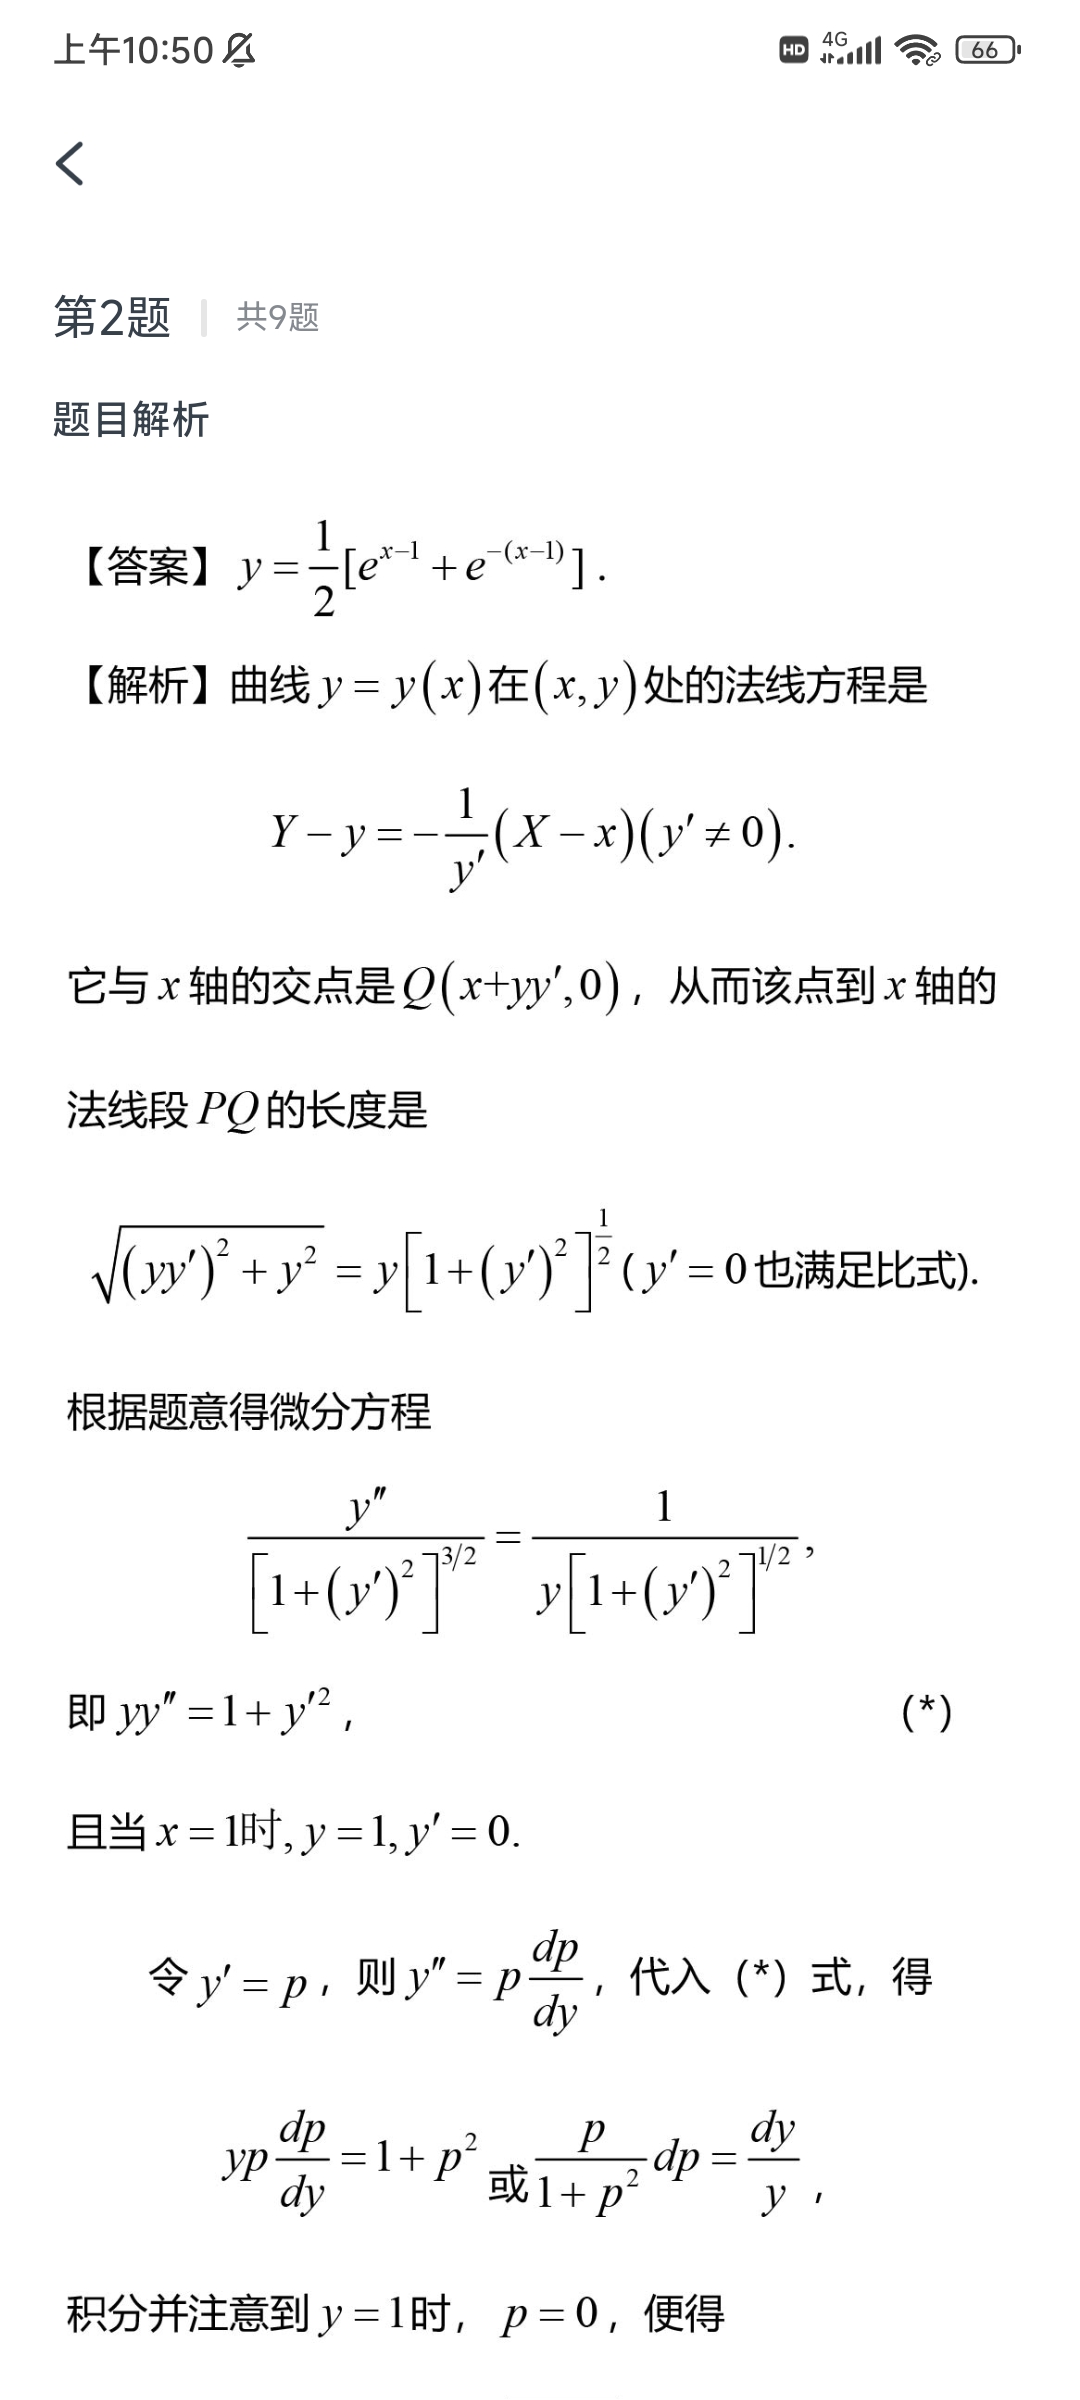 上午10:50
HD 4G 66
第2题 | 共9题
题目解析
【答案】 y = \frac{1}{2}[e^{x-1} + e^{-(x-1)}] .
【解析】曲线 y = y(x) 在 (x, y) 处的法线方程是
Y - y = -\frac{1}{y'}(X - x)(y' ≠ 0).
它与 x 轴的交点是 Q(x+yy',0)，从而该点到 x 轴的
法线段 PQ 的长度是
\sqrt{(yy')^2 + y^2} = y[1+(y')^2]^{\frac{1}{2}} (y' = 0 也满足比式).
根据题意得微分方程
\frac{y''}{[1+(y')^2]^{3/2}} = \frac{1}{y[1+(y')^2]^{1/2}},
即 yy'' = 1 + y'^2， (*)
且当 x = 1时, y = 1, y' = 0.
令 y' = p，则 y'' = p\frac{dp}{dy}，代入（*）式，得
yp\frac{dp}{dy} = 1 + p^2 或 \frac{p}{1+p^2}dp = \frac{dy}{y}，
积分并注意到 y = 1时， p = 0，便得